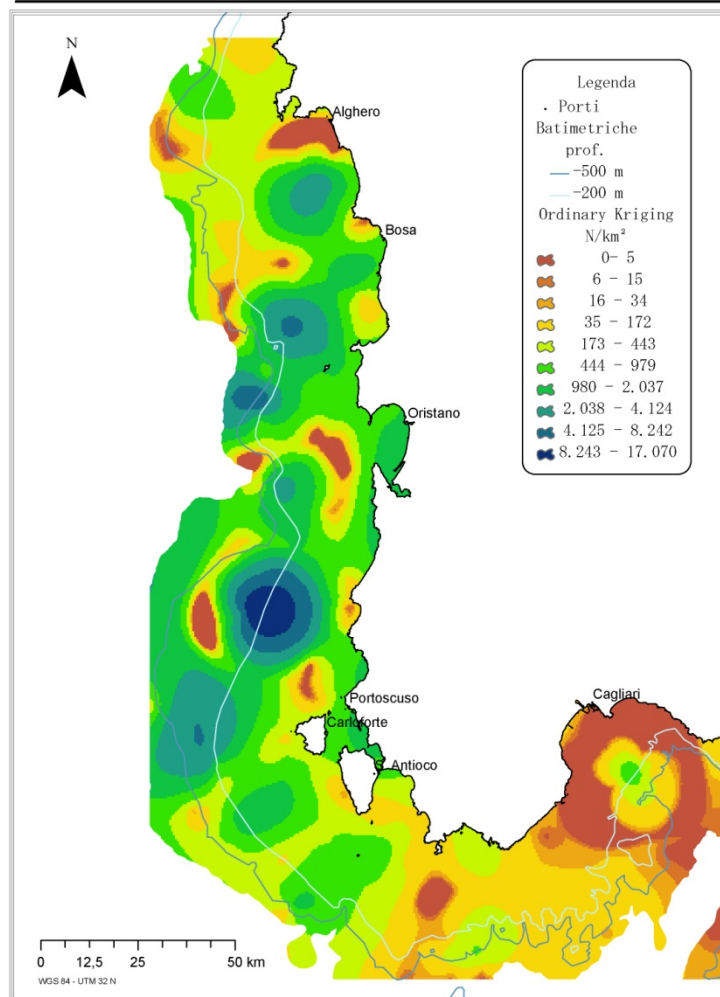 N
Legenda
. Porti
Batimetriche
prof.
-500 m
-200 m
Ordinary Kriging
N/km²
0- 5
6 - 15
16 - 34
35 - 172
173 - 443
444 - 979
980 - 2.037
2.038 - 4.124
4.125 - 8.242
8.243 - 17.070
Alghero
Bosa
Oristano
Portoscuso
Cagliari
Carloforte
S. Antioco
0 12,5 25 50 km
WGS 84 - UTM 32 N